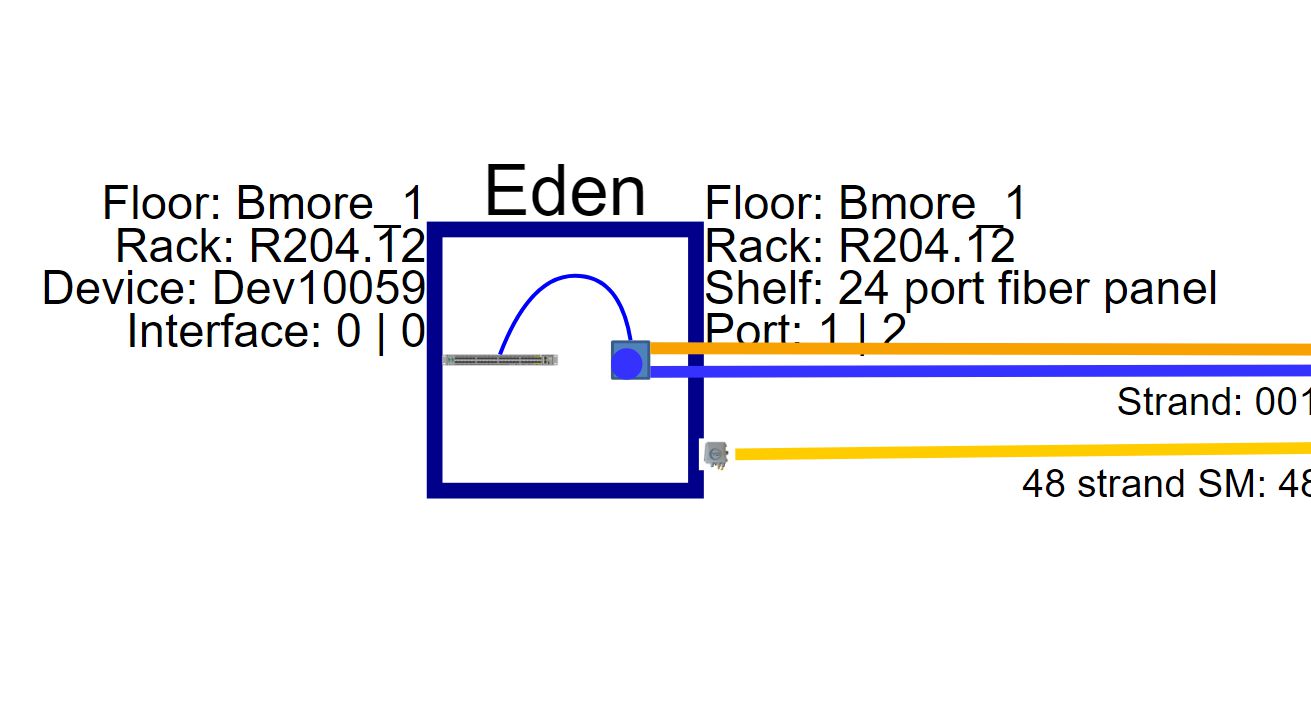 Eden
Floor: Bmore_1
Rack: R204.12
Device: Dev10059
Interface: 0 | 0
Floor: Bmore_1
Rack: R204.12
Shelf: 24 port fiber panel
Port: 1 | 2
Strand: 001
48 strand SM: 48